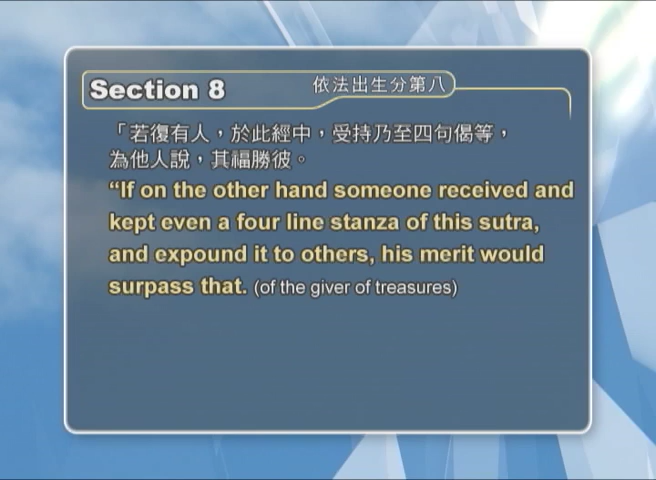 Section 8
依法出生分第八
「若復有人，於此經中，受持乃至四句偈等，
為他人說，其福勝彼。
“If on the other hand someone received and
kept even a four line stanza of this sutra,
and expound it to others, his merit would
surpass that. (of the giver of treasures)